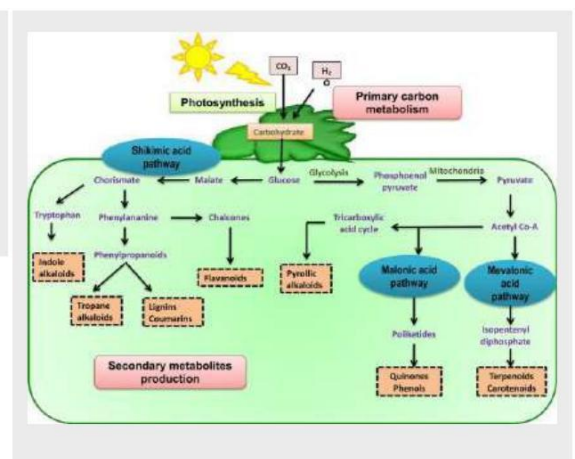 CO₂
H₂
O
Photosynthesis
Primary carbon
metabolism
Carbohydrate
Shikimic acid
pathway
Chorismate
Malate
Glucose
Glycolysis
Phosphoenol
pyruvate
Mitochondria
Pyruvate
Tryptophan
Phenylananine
Chalcones
Tricarboxylic
acid cycle
Acetyl Co-A
Phenylpropanoids
Indole
alkaloids
Flavanoids
Pyrollic
alkaloids
Malonic acid
pathway
Mevalonic
acid
pathway
Tropane
alkaloids
Lignins
Coumarins
Poliketides
Isopentenyl
diphosphate
Secondary metabolites
production
Quinones
Phenols
Terpenoids
Carotenoids